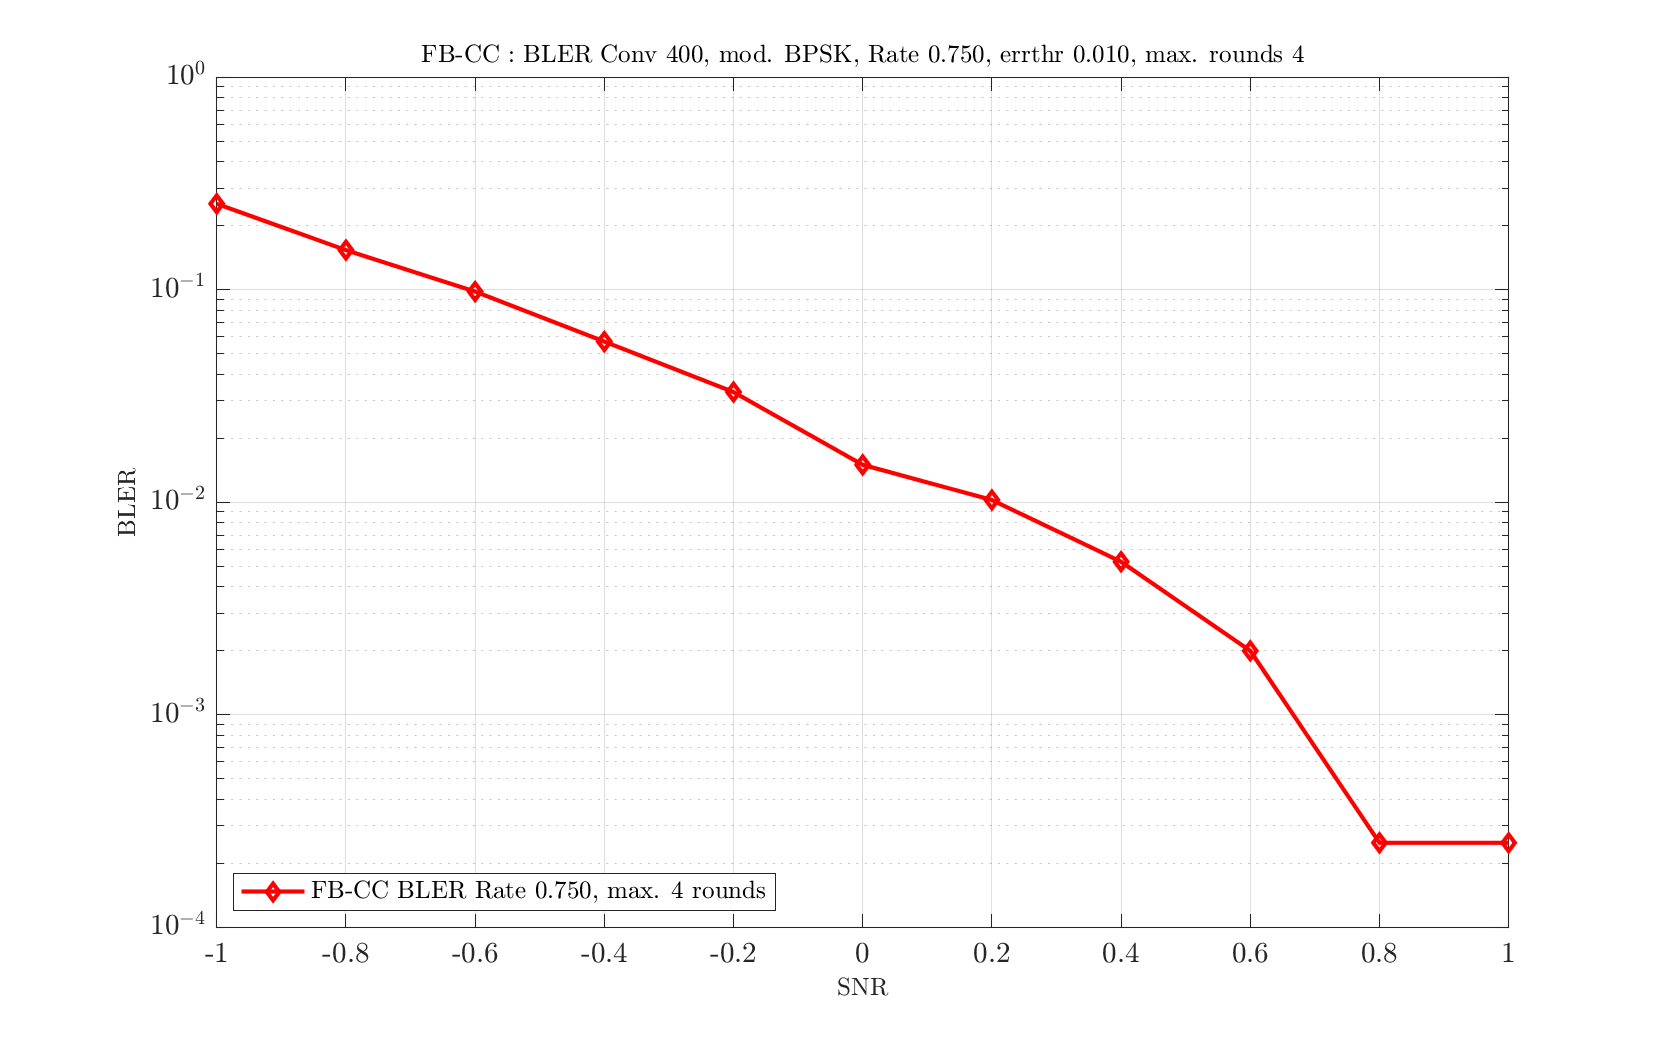 FB-CC : BLER Conv 400, mod. BPSK, Rate 0.750, errthr 0.010, max. rounds 4
10⁰
10⁻¹
10⁻²
10⁻³
10⁻⁴
BLER
FB-CC BLER Rate 0.750, max. 4 rounds
-1 -0.8 -0.6 -0.4 -0.2 0 0.2 0.4 0.6 0.8 1
SNR